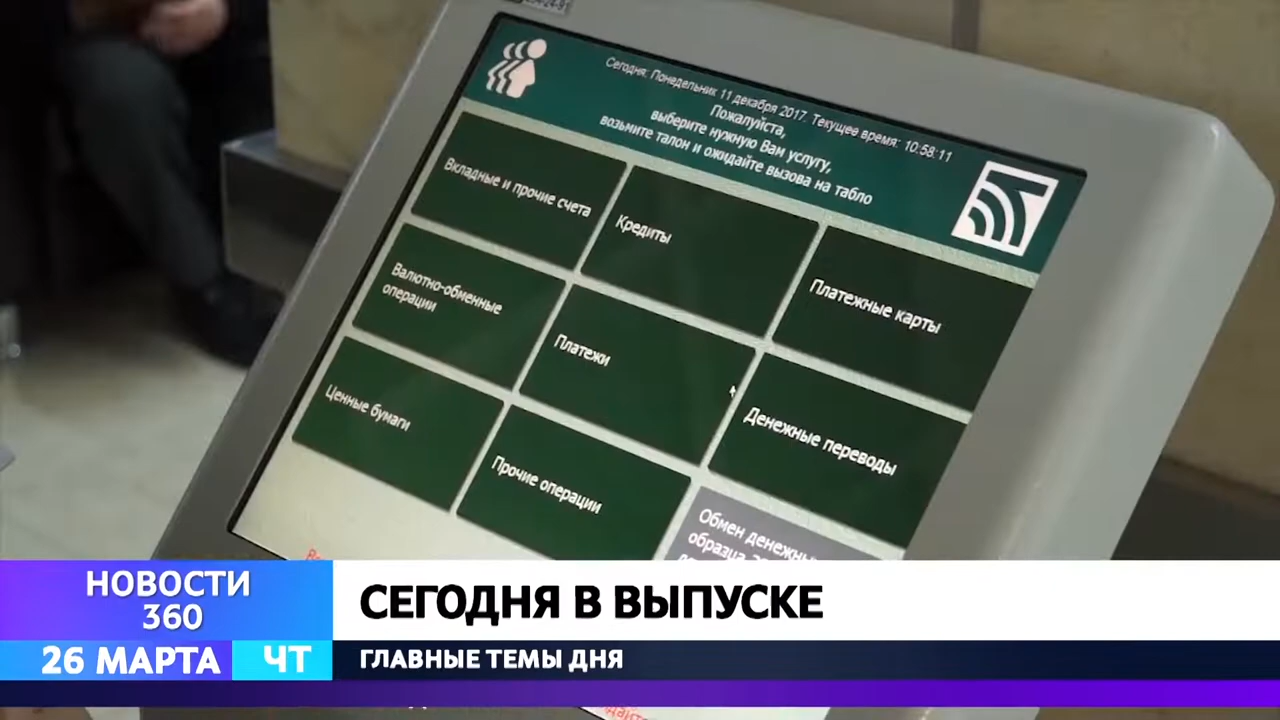 Сегодня: Понедельник 11 декабря 2017. Текущее время: 10:58:11
Пожалуйста,
выберите нужную Вам услугу,
возьмите талон и ожидайте вызова на табло
Вкладные и прочие счета
Кредиты
Платежные карты
Валютно-обменные
операции
Платежи
Денежные переводы
Ценные бумаги
Прочие операции
Обмен
образца
НОВОСТИ
360
26 МАРТА ЧТ
СЕГОДНЯ В ВЫПУСКЕ
ГЛАВНЫЕ ТЕМЫ ДНЯ